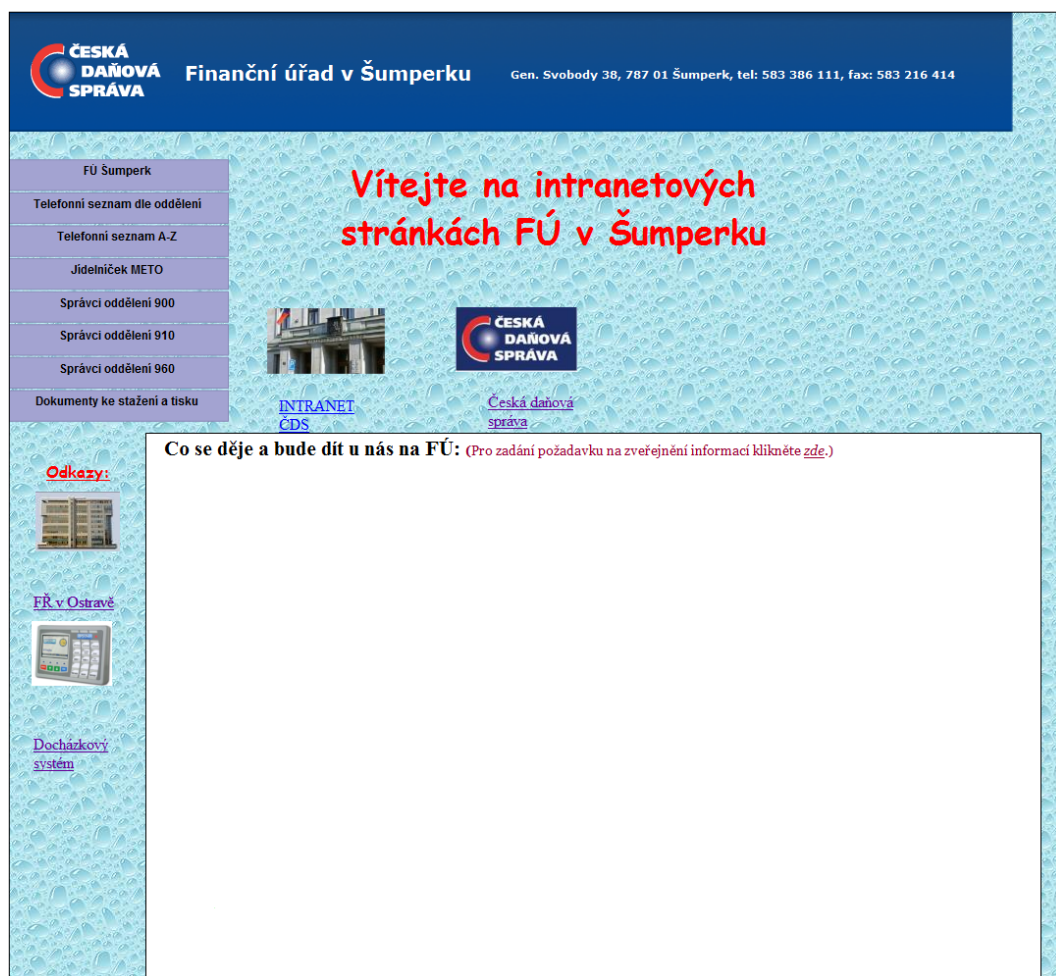 ČESKÁ
DAŇOVÁ
SPRÁVA
Finanční úřad v Šumperku
Gen. Svobody 38, 787 01 Šumperk, tel: 583 386 111, fax: 583 216 414
FÚ Šumperk
Telefonní seznam dle oddělení
Telefonní seznam A-Z
Jídelníček METO
Správci oddělení 900
Správci oddělení 910
Správci oddělení 960
Dokumenty ke stažení a tisku
Vítejte na intranetových
stránkách FÚ v Šumperku
ČESKÁ
DAŇOVÁ
SPRÁVA
INTRANET
ČDS
Česká daňová
správa
Co se děje a bude dít u nás na FÚ: (Pro zadání požadavku na zveřejnění informací klikněte zde.)
Odkazy:
FŘ v Ostravě
Docházkový
systém